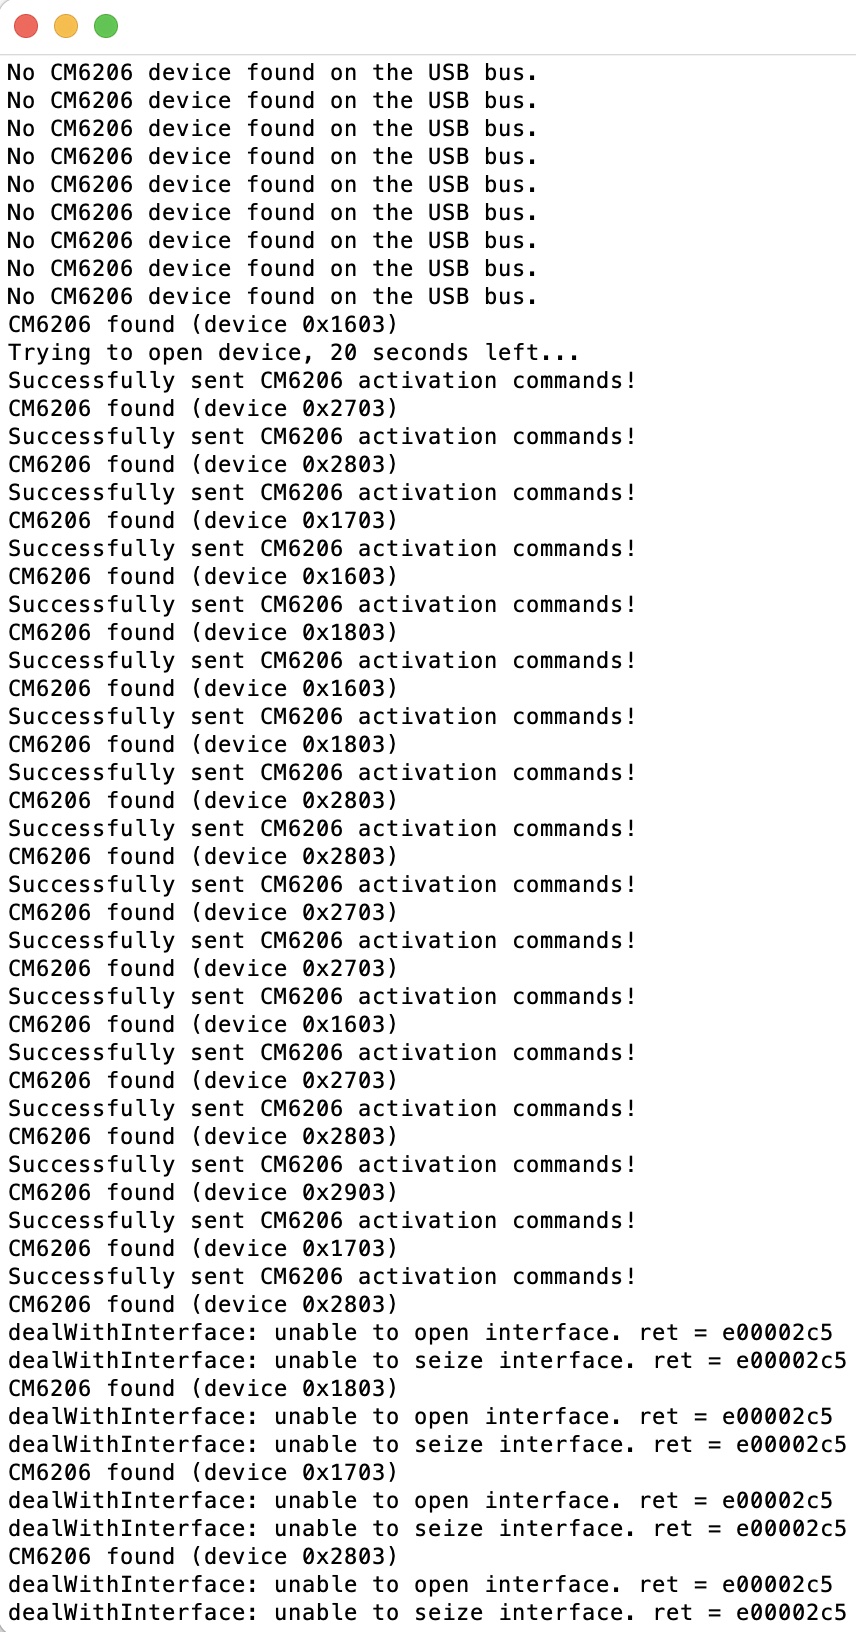 No CM6206 device found on the USB bus.
No CM6206 device found on the USB bus.
No CM6206 device found on the USB bus.
No CM6206 device found on the USB bus.
No CM6206 device found on the USB bus.
No CM6206 device found on the USB bus.
No CM6206 device found on the USB bus.
No CM6206 device found on the USB bus.
No CM6206 device found on the USB bus.
CM6206 found (device 0x1603)
Trying to open device, 20 seconds left...
Successfully sent CM6206 activation commands!
CM6206 found (device 0x2703)
Successfully sent CM6206 activation commands!
CM6206 found (device 0x2803)
Successfully sent CM6206 activation commands!
CM6206 found (device 0x1703)
Successfully sent CM6206 activation commands!
CM6206 found (device 0x1603)
Successfully sent CM6206 activation commands!
CM6206 found (device 0x1803)
Successfully sent CM6206 activation commands!
CM6206 found (device 0x1603)
Successfully sent CM6206 activation commands!
CM6206 found (device 0x1803)
Successfully sent CM6206 activation commands!
CM6206 found (device 0x2803)
Successfully sent CM6206 activation commands!
CM6206 found (device 0x2803)
Successfully sent CM6206 activation commands!
CM6206 found (device 0x2703)
Successfully sent CM6206 activation commands!
CM6206 found (device 0x2703)
Successfully sent CM6206 activation commands!
CM6206 found (device 0x1603)
Successfully sent CM6206 activation commands!
CM6206 found (device 0x2703)
Successfully sent CM6206 activation commands!
CM6206 found (device 0x2803)
Successfully sent CM6206 activation commands!
CM6206 found (device 0x2903)
Successfully sent CM6206 activation commands!
CM6206 found (device 0x1703)
Successfully sent CM6206 activation commands!
CM6206 found (device 0x2803)
dealWithInterface: unable to open interface. ret = e00002c5
dealWithInterface: unable to seize interface. ret = e00002c5
CM6206 found (device 0x1803)
dealWithInterface: unable to open interface. ret = e00002c5
dealWithInterface: unable to seize interface. ret = e00002c5
CM6206 found (device 0x1703)
dealWithInterface: unable to open interface. ret = e00002c5
dealWithInterface: unable to seize interface. ret = e00002c5
CM6206 found (device 0x2803)
dealWithInterface: unable to open interface. ret = e00002c5
dealWithInterface: unable to seize interface. ret = e00002c5